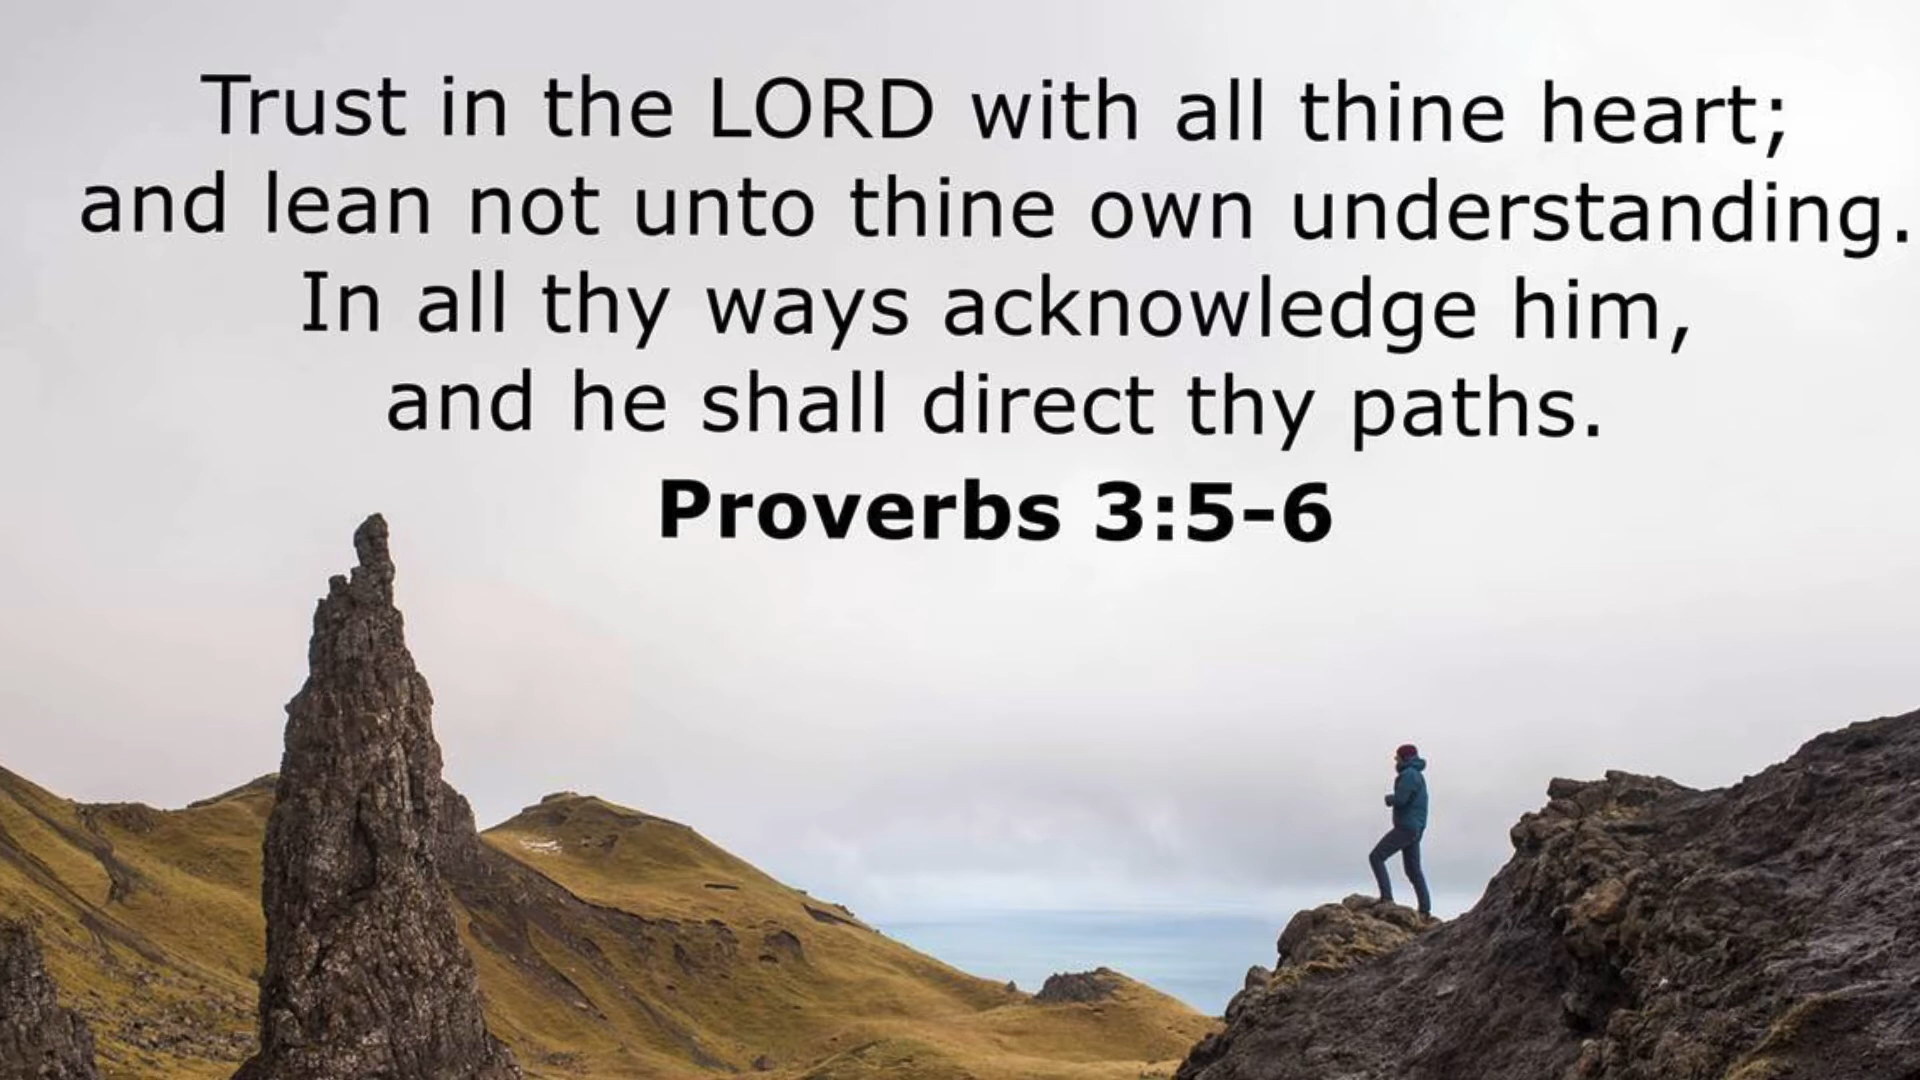 Trust in the LORD with all thine heart;
and lean not unto thine own understanding.
In all thy ways acknowledge him,
and he shall direct thy paths.
Proverbs 3:5-6